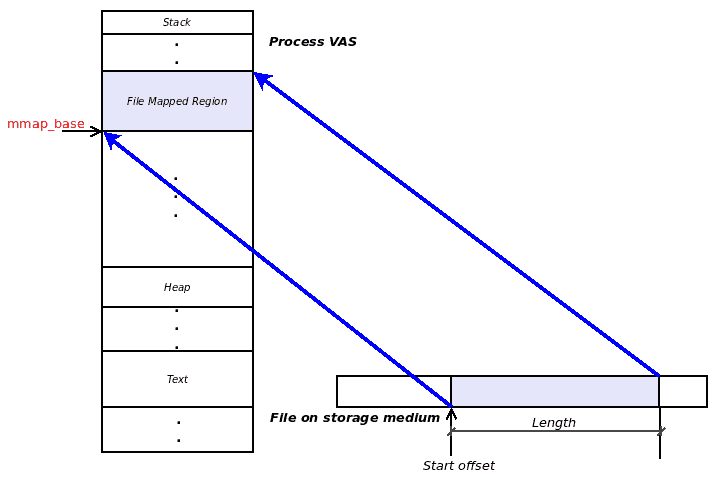 Stack
Process VAS
File Mapped Region
mmap_base
Heap
Text
File on storage medium
Length
Start offset